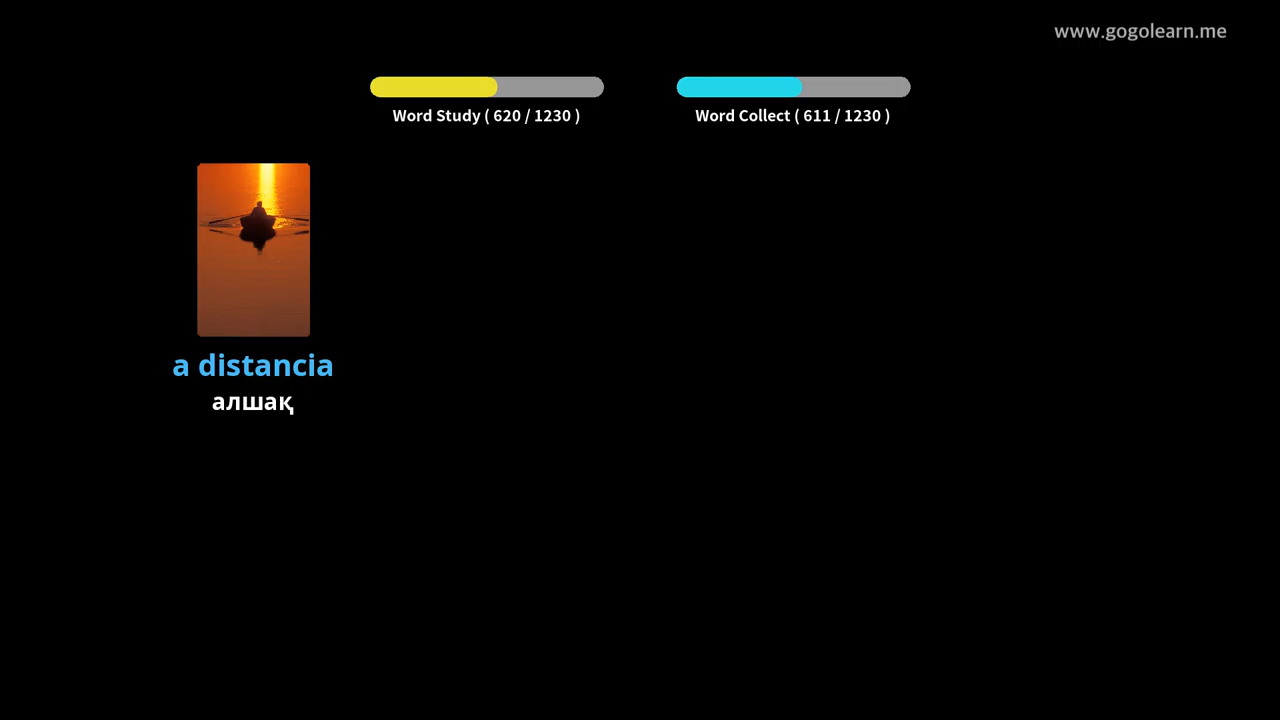 www.gogolearn.me
Word Study ( 620 / 1230 )
Word Collect ( 611 / 1230 )
a distancia
алшақ